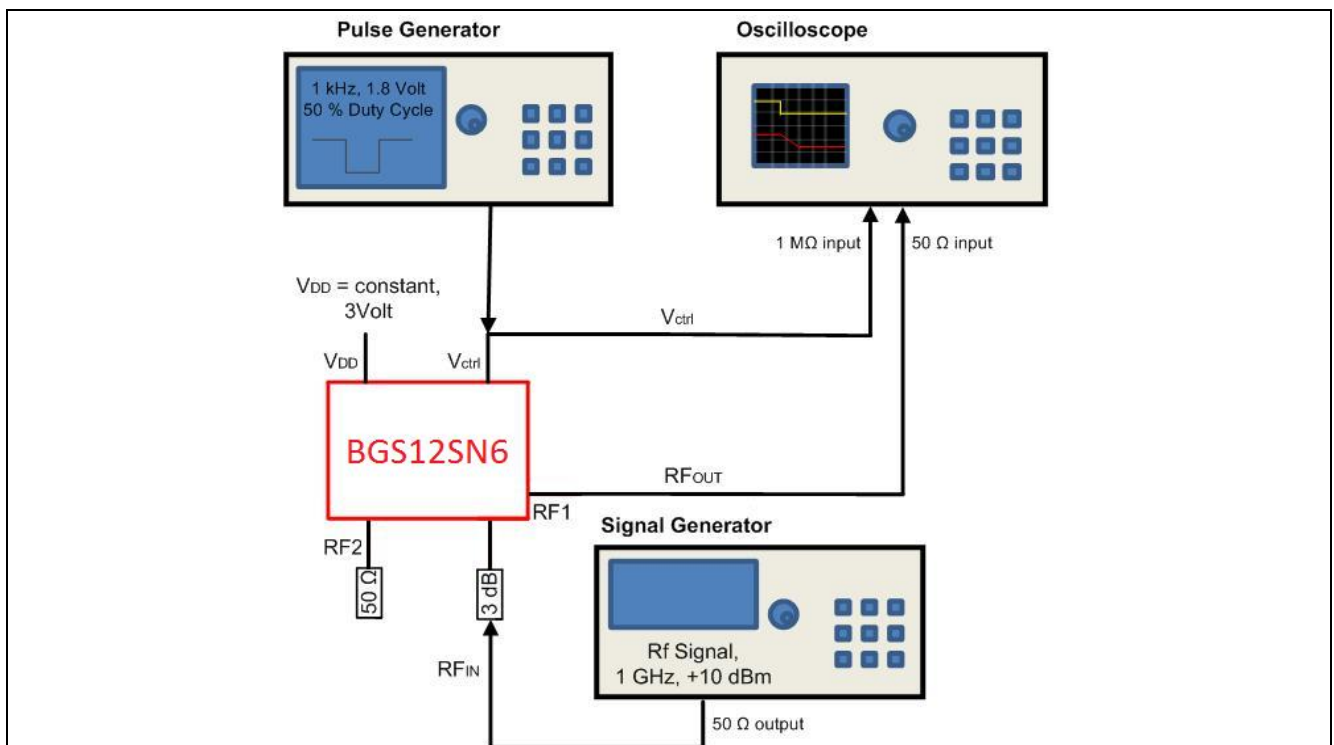 Pulse Generator
Oscilloscope
1 kHz, 1.8 Volt
50 % Duty Cycle
1 MΩ input
50 Ω input
VDD = constant,
3Volt
Vctrl
VDD
Vctrl
BGS12SN6
RFOUT
RF1
Signal Generator
RF2
50 Ω
3 dB
Rf Signal,
1 GHz, +10 dBm
RFIN
50 Ω output